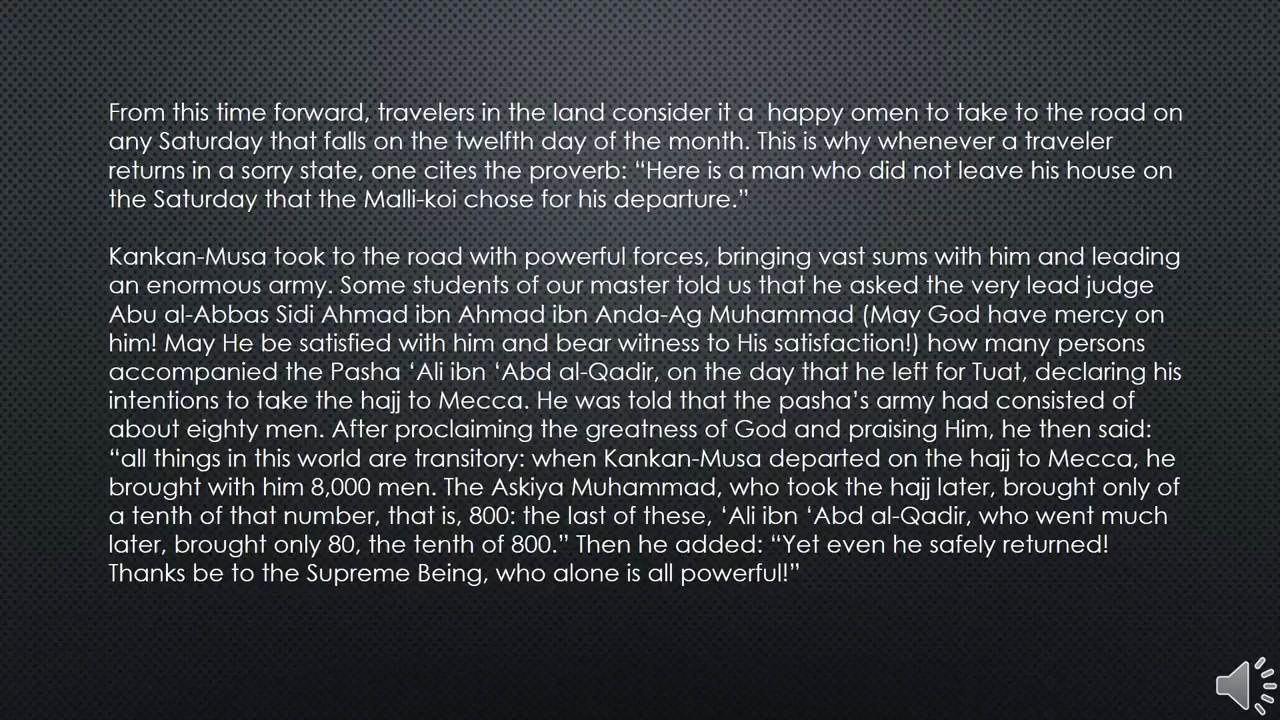 From this time forward, travelers in the land consider it a  happy omen to take to the road on
any Saturday that falls on the twelfth day of the month. This is why whenever a traveler
returns in a sorry state, one cites the proverb: “Here is a man who did not leave his house on
the Saturday that the Malli-koi chose for his departure.”
Kankan-Musa took to the road with powerful forces, bringing vast sums with him and leading
an enormous army. Some students of our master told us that he asked the very lead judge
Abu al-Abbas Sidi Ahmad ibn Ahmad ibn Anda-Ag Muhammad (May God have mercy on
him! May He be satisfied with him and bear witness to His satisfaction!) how many persons
accompanied the Pasha ‘Ali ibn ‘Abd al-Qadir, on the day that he left for Tuat, declaring his
intentions to take the hajj to Mecca. He was told that the pasha’s army had consisted of
about eighty men. After proclaiming the greatness of God and praising Him, he then said:
“all things in this world are transitory: when Kankan-Musa departed on the hajj to Mecca, he
brought with him 8,000 men. The Askiya Muhammad, who took the hajj later, brought only of
a tenth of that number, that is, 800: the last of these, ‘Ali ibn ‘Abd al-Qadir, who went much
later, brought only 80, the tenth of 800.” Then he added: “Yet even he safely returned!
Thanks be to the Supreme Being, who alone is all powerful!”